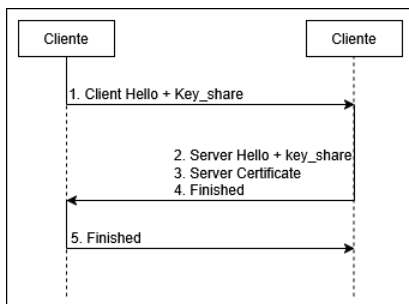 Cliente
Cliente
1. Client Hello + Key_share
2. Server Hello + key_share
3. Server Certificate
4. Finished
5. Finished